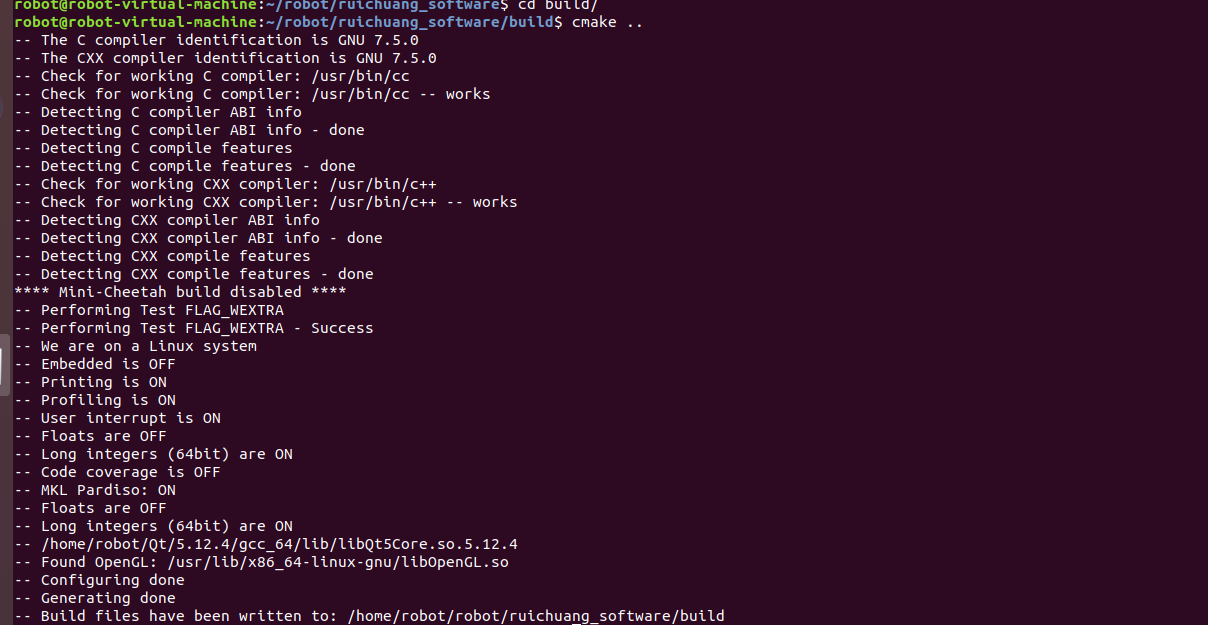 robot@robot-virtual-machine:~/robot/ruichuang_software$ cd build/
robot@robot-virtual-machine:~/robot/ruichuang_software/build$ cmake ..
-- The C compiler identification is GNU 7.5.0
-- The CXX compiler identification is GNU 7.5.0
-- Check for working C compiler: /usr/bin/cc
-- Check for working C compiler: /usr/bin/cc -- works
-- Detecting C compiler ABI info
-- Detecting C compiler ABI info - done
-- Detecting C compile features
-- Detecting C compile features - done
-- Check for working CXX compiler: /usr/bin/c++
-- Check for working CXX compiler: /usr/bin/c++ -- works
-- Detecting CXX compiler ABI info
-- Detecting CXX compiler ABI info - done
-- Detecting CXX compile features
-- Detecting CXX compile features - done
**** Mini-Cheetah build disabled ****
-- Performing Test FLAG_WEXTRA
-- Performing Test FLAG_WEXTRA - Success
-- We are on a Linux system
-- Embedded is OFF
-- Printing is ON
-- Profiling is ON
-- User interrupt is ON
-- Floats are OFF
-- Long integers (64bit) are ON
-- Code coverage is OFF
-- MKL Pardiso: ON
-- Floats are OFF
-- Long integers (64bit) are ON
-- /home/robot/Qt/5.12.4/gcc_64/lib/libQt5Core.so.5.12.4
-- Found OpenGL: /usr/lib/x86_64-linux-gnu/libOpenGL.so
-- Configuring done
-- Generating done
-- Build files have been written to: /home/robot/robot/ruichuang_software/build